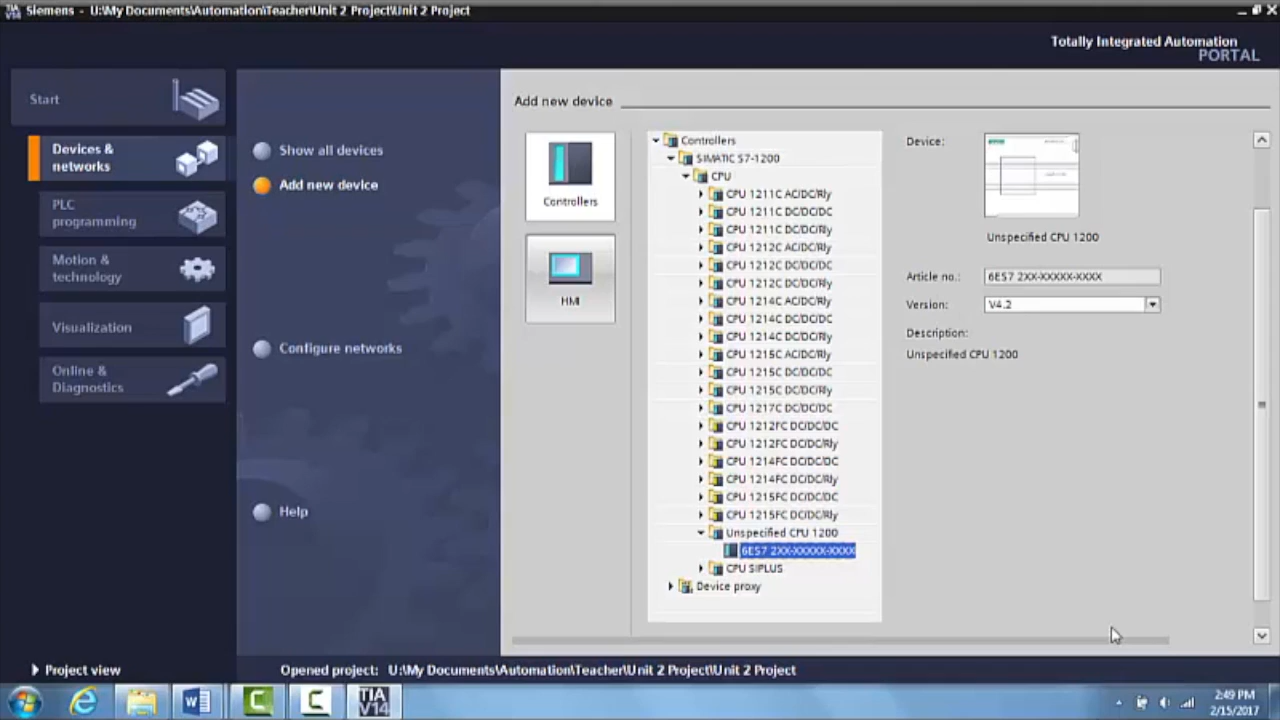 Siemens - U:\My Documents\Automation\Teacher\Unit 2 Project\Unit 2 Project
Totally Integrated Automation
PORTAL
Start
Devices &
networks
PLC
programming
Motion &
technology
Visualization
Online &
Diagnostics
Show all devices
Add new device
Configure networks
Help
Add new device
Controllers
HMI
Controllers
SIMATIC S7-1200
CPU
CPU 1211C AC/DC/Rly
CPU 1211C DC/DC/DC
CPU 1211C DC/DC/Rly
CPU 1212C AC/DC/Rly
CPU 1212C DC/DC/DC
CPU 1212C DC/DC/Rly
CPU 1214C AC/DC/Rly
CPU 1214C DC/DC/DC
CPU 1214C DC/DC/Rly
CPU 1215C AC/DC/Rly
CPU 1215C DC/DC/DC
CPU 1215C DC/DC/Rly
CPU 1217C DC/DC/DC
CPU 1212FC DC/DC/DC
CPU 1212FC DC/DC/Rly
CPU 1214FC DC/DC/DC
CPU 1214FC DC/DC/Rly
CPU 1215FC DC/DC/DC
CPU 1215FC DC/DC/Rly
Unspecified CPU 1200
6ES7 2XX-XXXXX-XXXX
CPU SIPLUS
Device proxy
Device:
Unspecified CPU 1200
Article no.: 6ES7 2XX-XXXXX-XXXX
Version: V4.2
Description:
Unspecified CPU 1200
Project view
Opened project: U:\My Documents\Automation\Teacher\Unit 2 Project\Unit 2 Project
TIA
V14
2:49 PM
2/15/2017